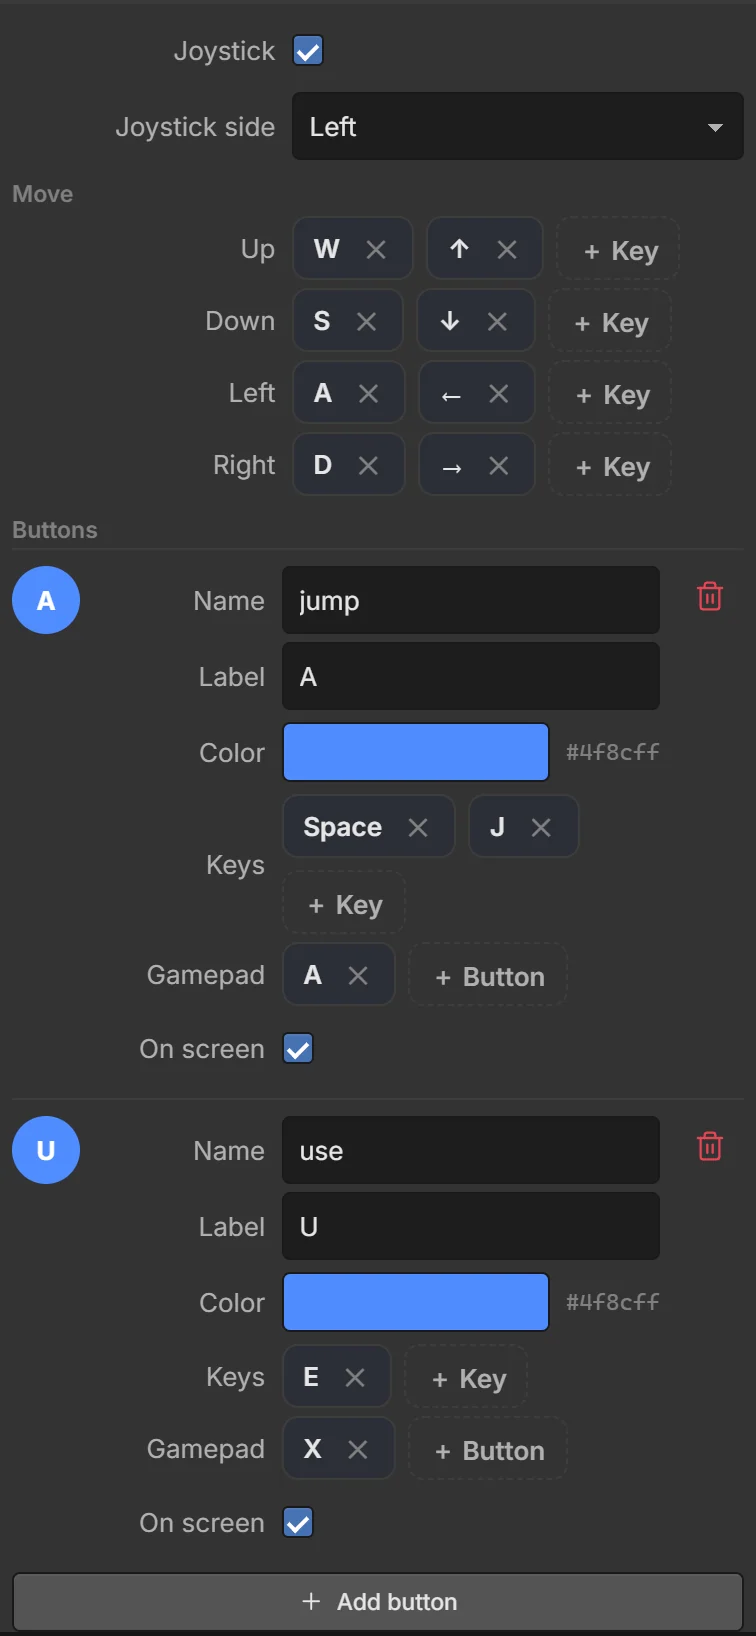 Joystick
Joystick side Left
Move
Up W ↑ + Key
Down S ↓ + Key
Left A ← + Key
Right D → + Key
Buttons
A Name jump
Label A
Color #4f8cff
Keys Space J
+ Key
Gamepad A + Button
On screen
U Name use
Label U
Color #4f8cff
Keys E + Key
Gamepad X + Button
On screen
+ Add button